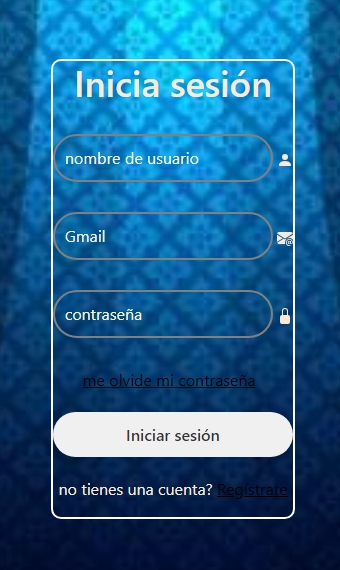 Inicia sesión
nombre de usuario
Gmail
contraseña
me olvide mi contraseña
Iniciar sesión
no tienes una cuenta? Registrate